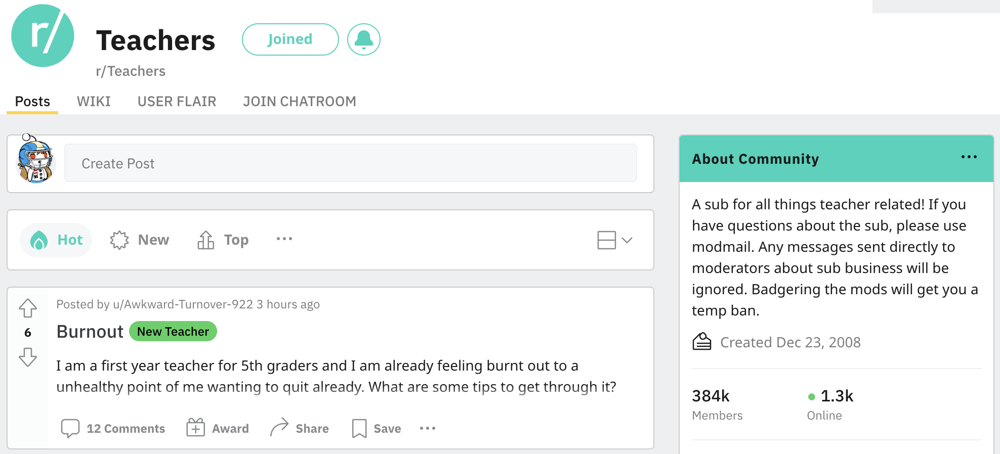 r/
Teachers
Joined
r/Teachers
Posts WIKI USER FLAIR JOIN CHATROOM
Create Post
Hot New Top
Posted by u/Awkward-Turnover-922 3 hours ago
6
Burnout New Teacher
I am a first year teacher for 5th graders and I am already feeling burnt out to a
unhealthy point of me wanting to quit already. What are some tips to get through it?
12 Comments Award Share Save
About Community
A sub for all things teacher related! If you
have questions about the sub, please use
modmail. Any messages sent directly to
moderators about sub business will be
ignored. Badgering the mods will get you a
temp ban.
Created Dec 23, 2008
384k 1.3k
Members Online